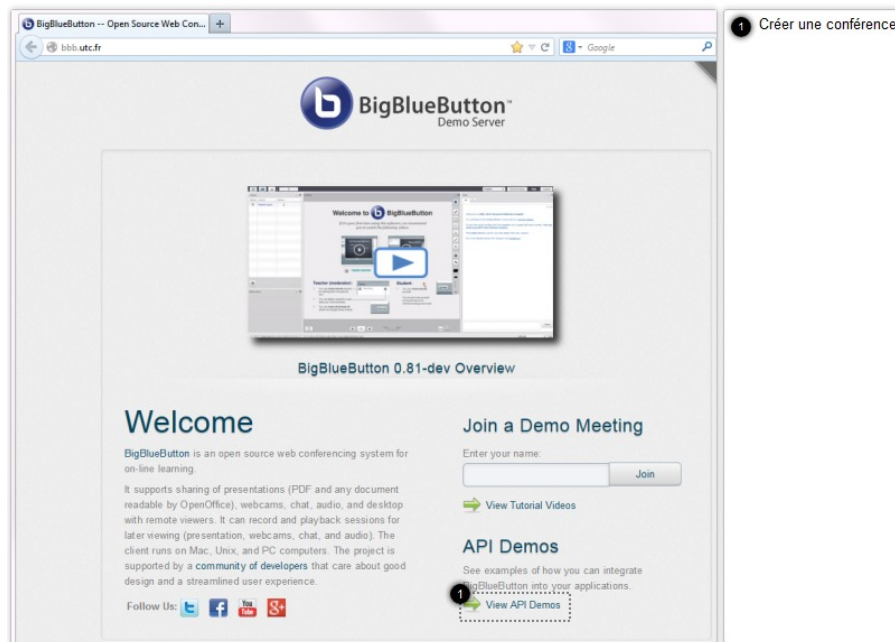 BigBlueButton -- Open Source Web Con...
bbb.utc.fr
Google
BigBlueButton™
Demo Server
Welcome to BigBlueButton
Teacher (moderator)
Student
BigBlueButton 0.81-dev Overview
Welcome
BigBlueButton is an open source web conferencing system for
on-line learning.
It supports sharing of presentations (PDF and any document
readable by OpenOffice), webcams, chat, audio, and desktop
with remote viewers. It can record and playback sessions for
later viewing (presentation, webcams, chat, and audio). The
client runs on Mac, Unix, and PC computers. The project is
supported by a community of developers that care about good
design and a streamlined user experience.
Follow Us:
You
Tube
Join a Demo Meeting
Enter your name:
Join
View Tutorial Videos
API Demos
See examples of how you can integrate
BigBlueButton into your applications.
1 View API Demos
1 Créer une conférence